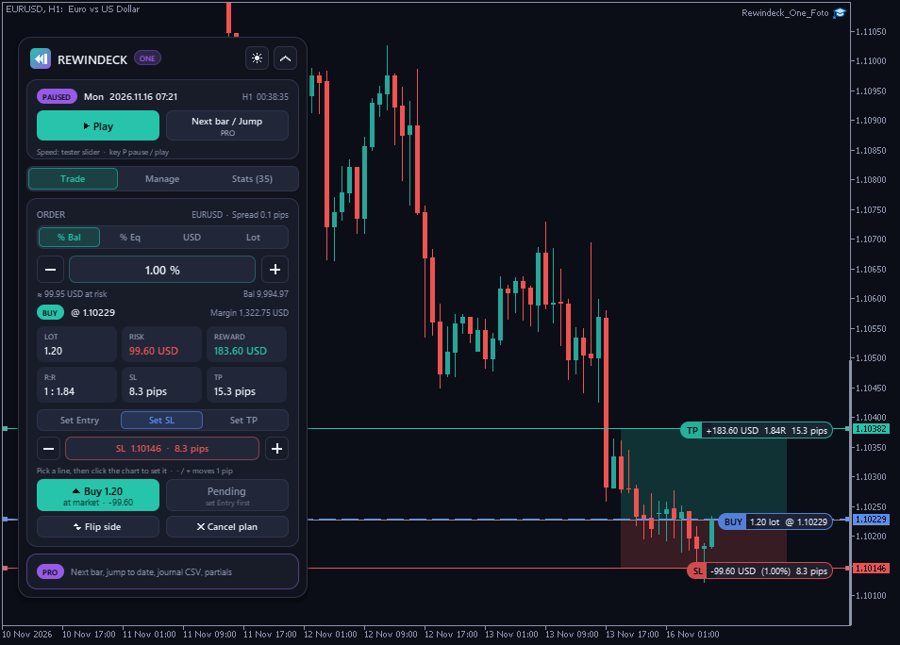 EURUSD, H1: Euro vs US Dollar
Rewindeck_One_Foto
REWINDECK ONE
PAUSED Mon 2026.11.16 07:21 H1 00:38:35
Play
Next bar / Jump
PRO
Speed: tester slider · key P pause / play
Trade Manage Stats (35)
ORDER EURUSD · Spread 0.1 pips
% Bal % Eq USD Lot
− 1.00 % +
≈ 99.95 USD at risk Bal 9,994.97
BUY @ 1.10229 Margin 1,322.75 USD
LOT RISK REWARD
1.20 99.60 USD 183.60 USD
R:R SL TP
1 : 1.84 8.3 pips 15.3 pips
Set Entry Set SL Set TP
− SL 1.10146 · 8.3 pips +
Pick a line, then click the chart to set it · - / + moves 1 pip
Buy 1.20
at market · -99.60
Pending
set Entry first
Flip side Cancel plan
PRO Next bar, jump to date, journal CSV, partials
TP +183.60 USD 1.84R 15.3 pips
BUY 1.20 lot @ 1.10229
SL -99.60 USD (1.00%) 8.3 pips
1.11050
1.11000
1.10950
1.10900
1.10850
1.10800
1.10750
1.10700
1.10650
1.10600
1.10550
1.10500
1.10450
1.10400
1.10382
1.10350
1.10300
1.10250
1.10229
1.10200
1.10146
1.10100
10 Nov 2026 10 Nov 17:00 11 Nov 01:00 11 Nov 09:00 11 Nov 17:00 12 Nov 01:00 12 Nov 09:00 12 Nov 17:00 13 Nov 01:00 13 Nov 09:00 13 Nov 17:00 16 Nov 01:00